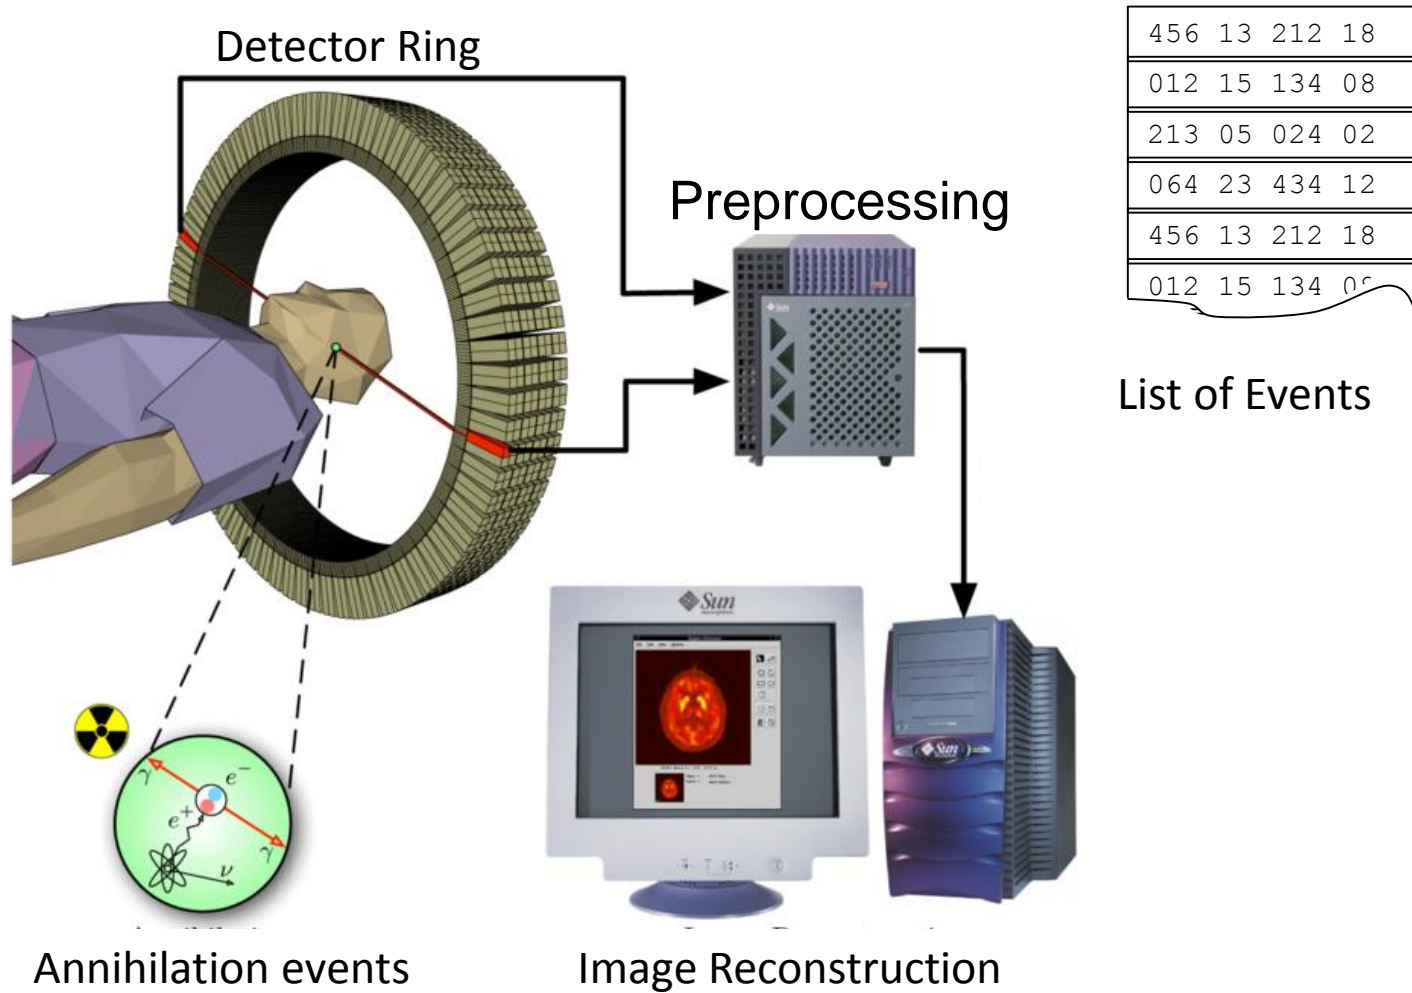 Detector Ring
456 13 212 18
012 15 134 08
213 05 024 02
064 23 434 12
456 13 212 18
012 15 134
List of Events
Preprocessing
Sun
Sun
Sun
γ
e−
e+
γ
ν
Annihilation events
Image Reconstruction